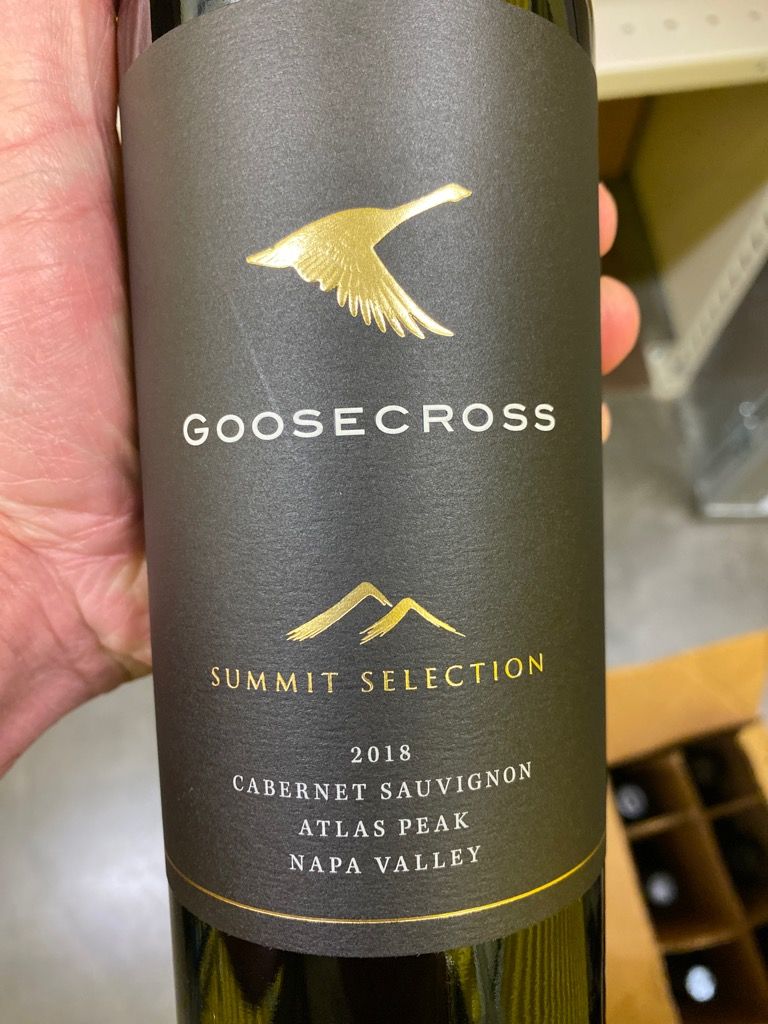 GOOSECROSS
SUMMIT SELECTION
2018
CABERNET SAUVIGNON
ATLAS PEAK
NAPA VALLEY